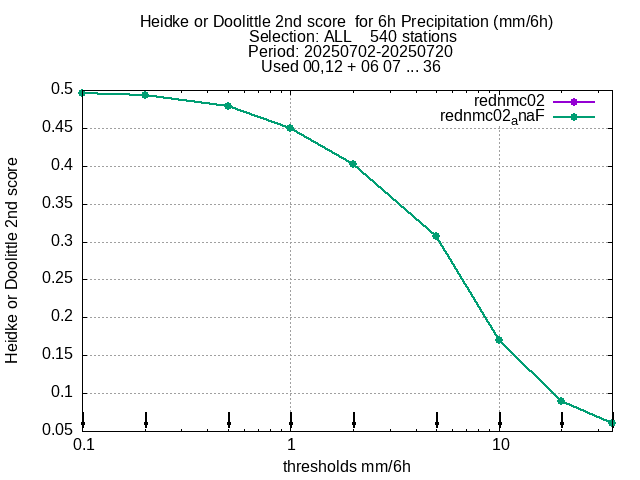 Heidke or Doolittle 2nd score  for 6h Precipitation (mm/6h)
Selection: ALL    540 stations
Period: 20250702-20250720
Used 00,12 + 06 07 ... 36
rednmc02
rednmc02_anaF
Heidke or Doolittle 2nd score
0.5
0.45
0.4
0.35
0.3
0.25
0.2
0.15
0.1
0.05
0.1 1 10
thresholds mm/6h